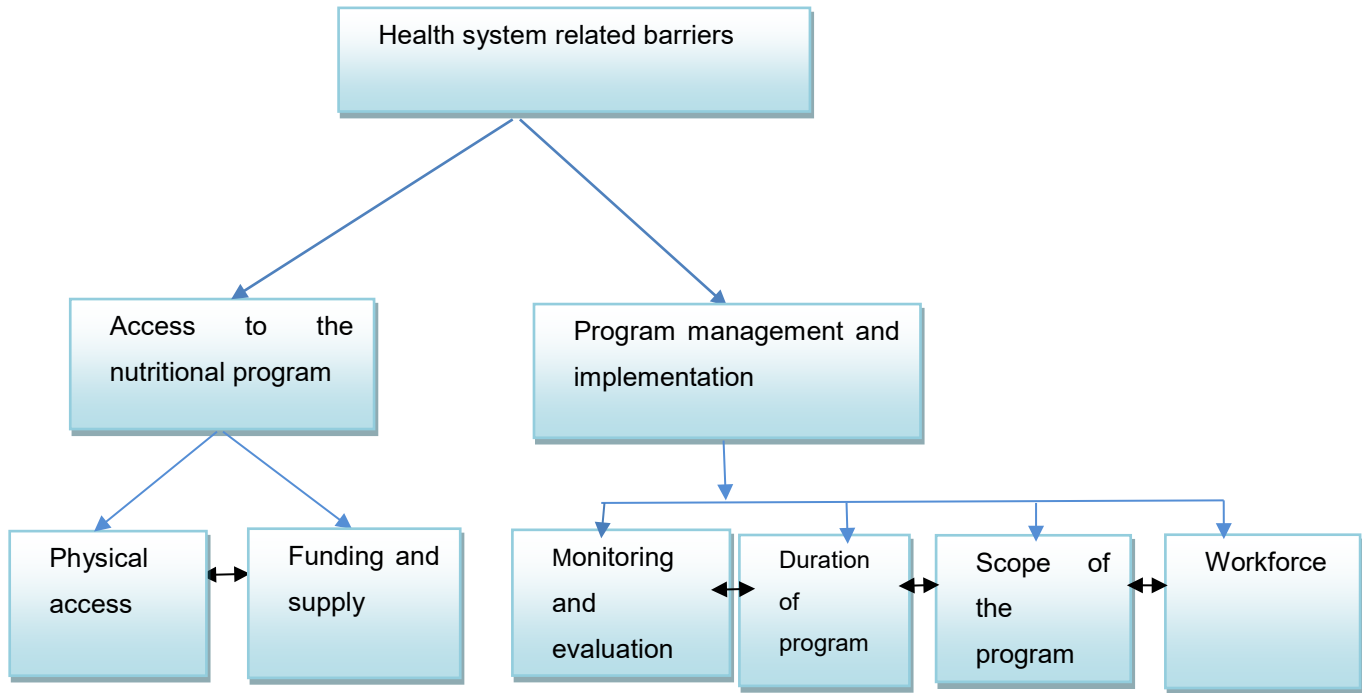 Health system related barriers
Access to the
nutritional program
Program management and
implementation
Physical
access
Funding and
supply
Monitoring
and
evaluation
Duration
of
program
Scope of
the
program
Workforce